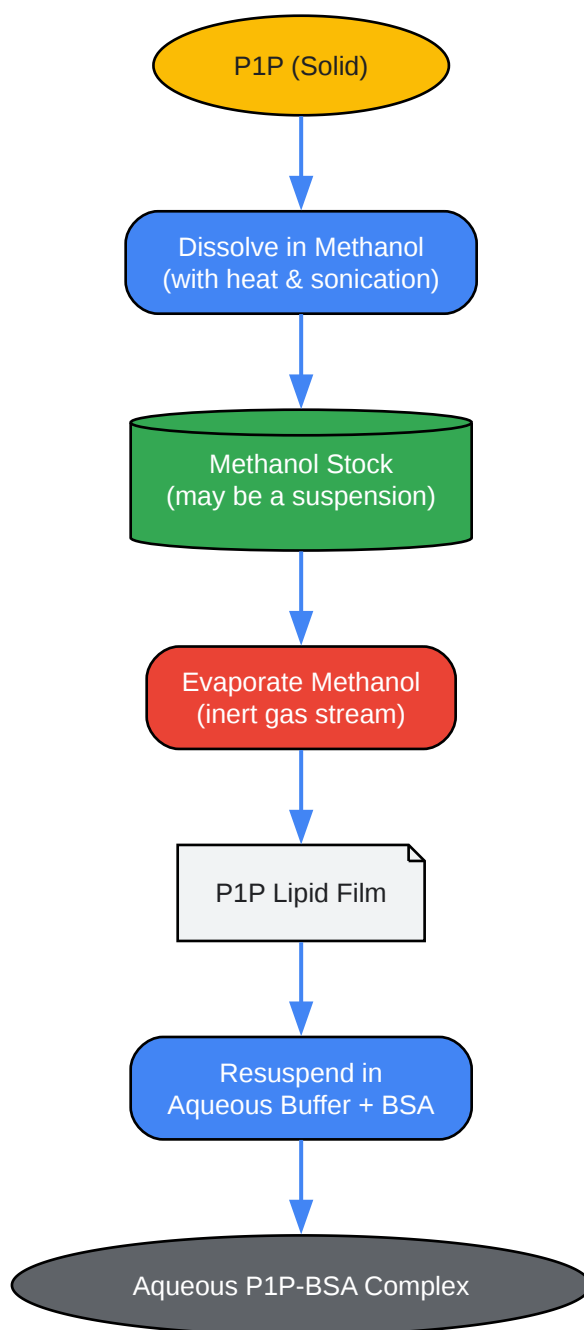 P1P (Solid)
Dissolve in Methanol
(with heat & sonication)
Methanol Stock
(may be a suspension)
Evaporate Methanol
(inert gas stream)
P1P Lipid Film
Resuspend in
Aqueous Buffer + BSA
Aqueous P1P-BSA Complex